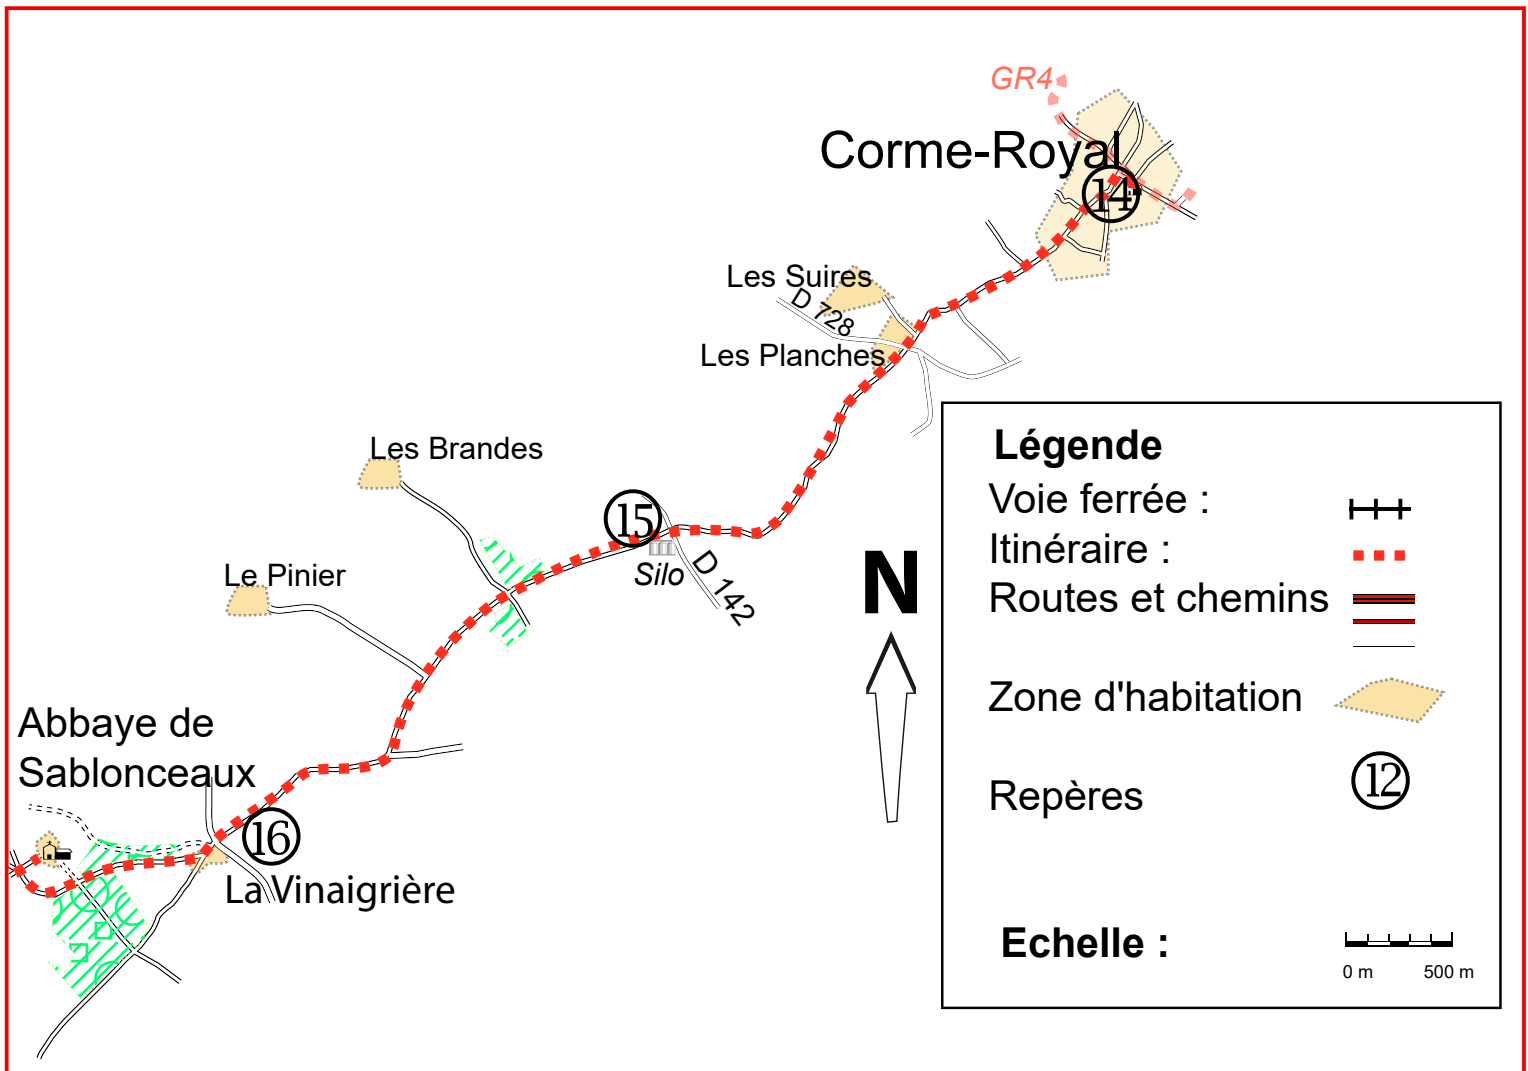 GR4
Corme-Royal
14
Les Suires
D 728
Les Planches
Les Brandes
15
Silo
D 142
Le Pinier
Abbaye de
Sablonceaux
16
La Vinaigrière
N
Légende
Voie ferrée :
Itinéraire :
Routes et chemins
Zone d'habitation
Repères
12
Echelle :
0 m 500 m